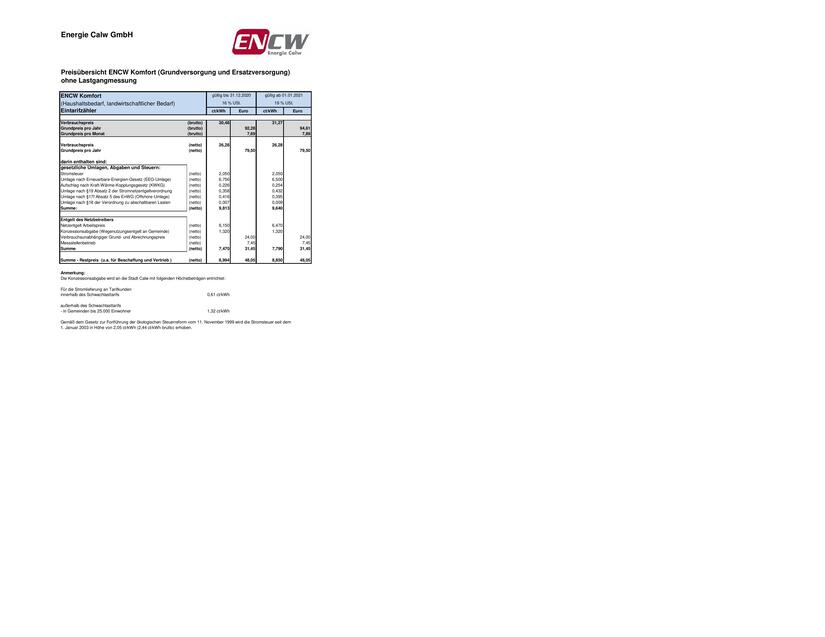 Energie Calw GmbH
ENCW
Energie Calw
Preisübersicht ENCW Komfort (Grundversorgung und Ersatzversorgung)
ohne Lastgangmessung
ENCW Komfort gültig bis 31.12.2020 gültig ab 01.01.2021
(Haushaltsbedarf, landwirtschaftlicher Bedarf) 16 % USt. 19 % USt.
Eintarifzähler ct/kWh Euro ct/kWh Euro
Verbrauchspreis (brutto) 30,48 31,27
Grundpreis pro Jahr (brutto) 92,28 94,61
Grundpreis pro Monat (brutto) 7,69 7,88
Verbrauchspreis (netto) 26,28 26,28
Grundpreis pro Jahr (netto) 79,50 79,50
darin enthalten sind:
gesetzliche Umlagen, Abgaben und Steuern:
Stromsteuer (netto) 2,050 2,050
Umlage nach Erneuerbare-Energien-Gesetz (EEG-Umlage) (netto) 6,756 6,500
Aufschlag nach Kraft-Wärme-Kopplungsgesetz (KWKG) (netto) 0,226 0,254
Umlage nach §19 Absatz 2 der Stromnetzentgeltverordnung (netto) 0,358 0,432
Umlage nach §17f Absatz 5 des EnWG (Offshore-Umlage) (netto) 0,416 0,395
Umlage nach §18 der Verordnung zu abschaltbaren Lasten (netto) 0,007 0,009
Summe: (netto) 9,813 9,640
Entgelt des Netzbetreibers
Netzentgelt Arbeitspreis (netto) 6,150 6,470
Konzessionsabgabe (Wegenutzungsentgelt an Gemeinde) (netto) 1,320 1,320
Verbrauchsunabhängiger Grund- und Abrechnungspreis (netto) 24,00 24,00
Messstellenbetrieb (netto) 7,45 7,45
Summe (netto) 7,470 31,45 7,790 31,45
Summe - Restpreis (u.a. für Beschaffung und Vertrieb ) (netto) 8,994 48,05 8,850 48,05
Anmerkung:
Die Konzessionsabgabe wird an die Stadt Calw mit folgenden Höchstbeträgen entrichtet:
Für die Stromlieferung an Tarifkunden
innerhalb des Schwachlasttarifs 0,61 ct/kWh
außerhalb des Schwachlasttarifs
- in Gemeinden bis 25.000 Einwohner 1,32 ct/kWh
Gemäß dem Gesetz zur Fortführung der ökologischen Steuerreform vom 11. November 1999 wird die Stromsteuer seit dem
1. Januar 2003 in Höhe von 2,05 ct/kWh (2,44 ct/kWh brutto) erhoben.